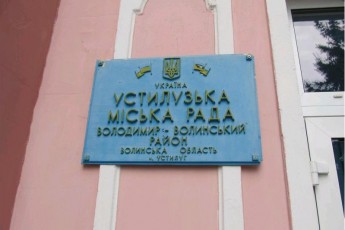 УКРАЇНА
УСТИЛУЗЬКА
МІСЬКА РАДА
ВОЛОДИМИР - ВОЛИНСЬКИЙ
РАЙОН
ВОЛИНСЬКА ОБЛАСТЬ
м. УСТИЛУГ